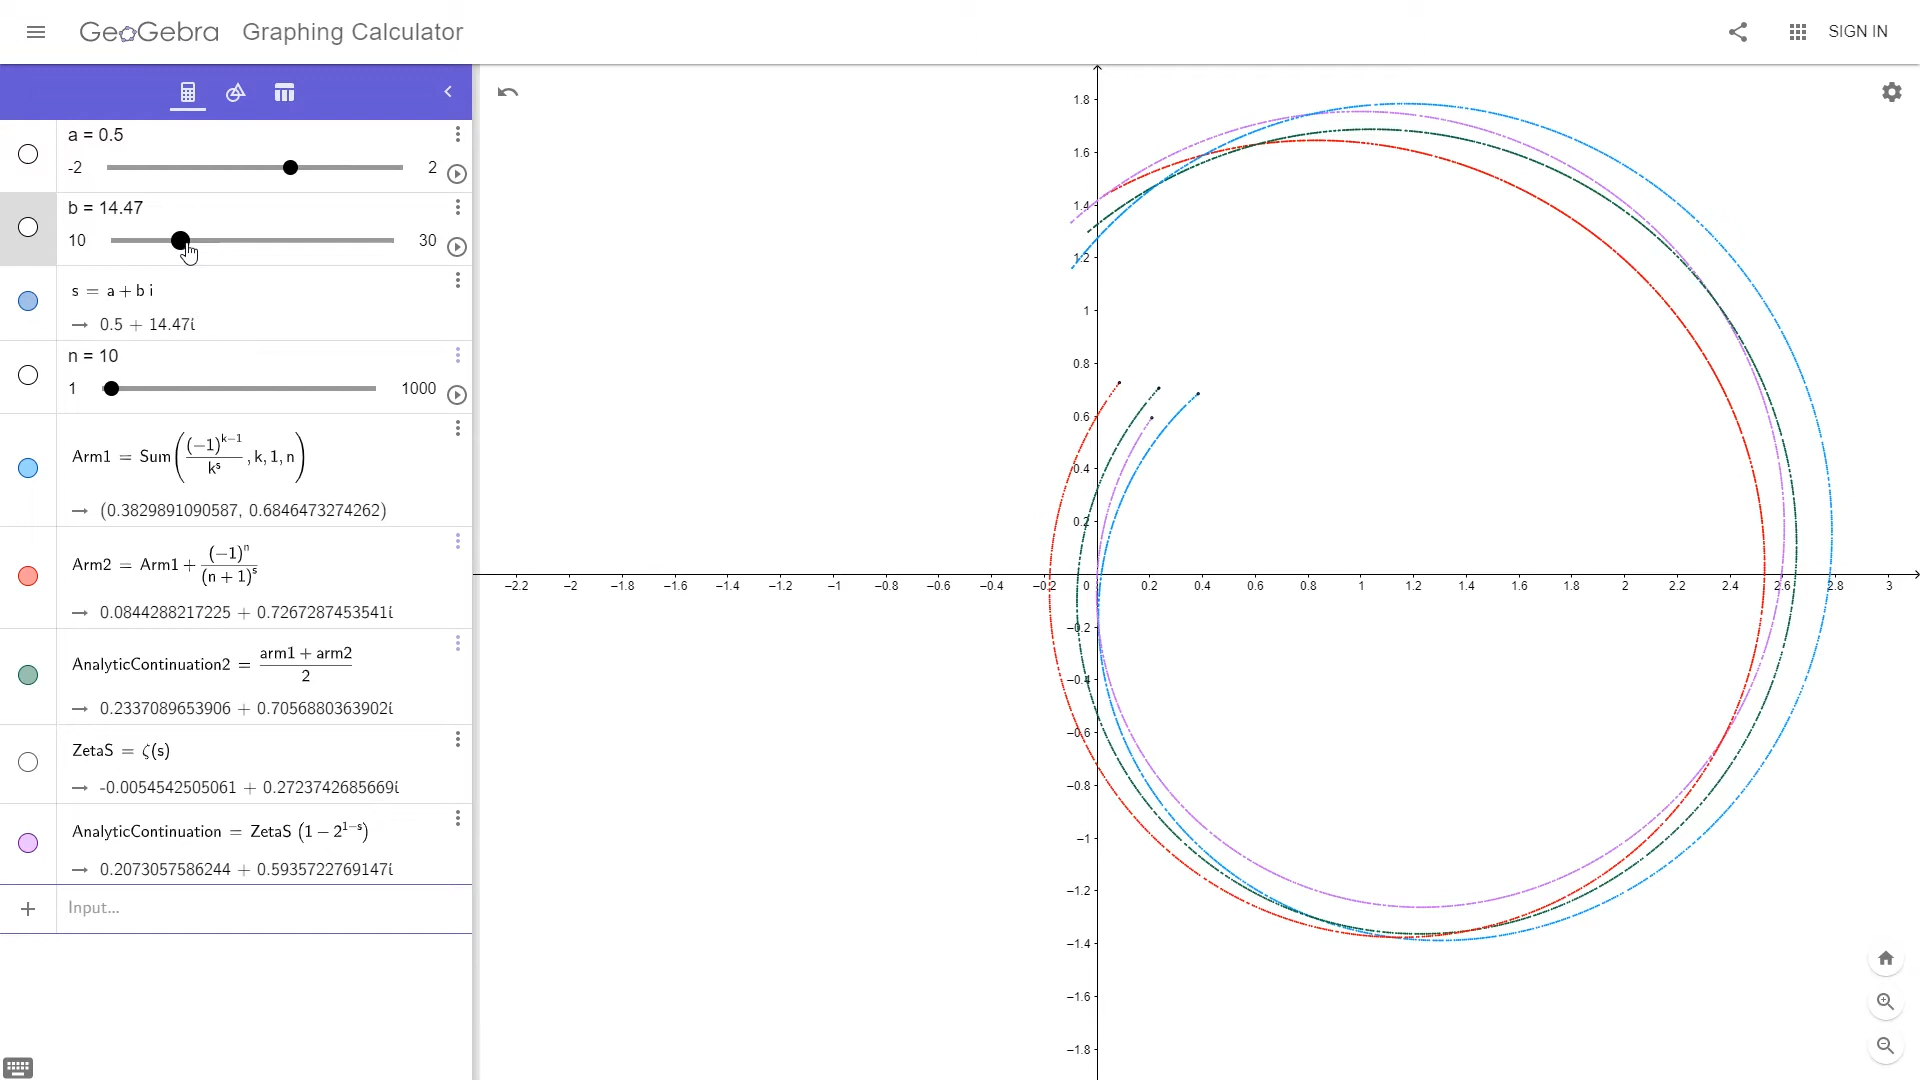 GeoGebra Graphing Calculator
SIGN IN
a = 0.5
-2 2
b = 14.47
10 30
s = a + b i
→ 0.5 + 14.47i
n = 10
1 1000
Arm1 = Sum((-1)^(k-1) / k^s , k, 1, n)
→ (0.3829891090587, 0.6846473274262)
Arm2 = Arm1 + (-1)^n / (n + 1)^s
→ 0.0844288217225 + 0.7267287453541i
AnalyticContinuation2 = (arm1 + arm2) / 2
→ 0.2337089653906 + 0.7056880363902i
ZetaS = ζ(s)
→ -0.0054542505061 + 0.2723742685669i
AnalyticContinuation = ZetaS (1 − 2^(1−s))
→ 0.2073057586244 + 0.5935722769147i
+ Input...
1.8
1.6
1.4
1.2
1
0.8
0.6
0.4
0.2
−2.2 −2 −1.8 −1.6 −1.4 −1.2 −1 −0.8 −0.6 −0.4 −0.2 0 0.2 0.4 0.6 0.8 1 1.2 1.4 1.6 1.8 2 2.2 2.4 2.6 2.8 3
−0.2
−0.4
−0.6
−0.8
−1
−1.2
−1.4
−1.6
−1.8